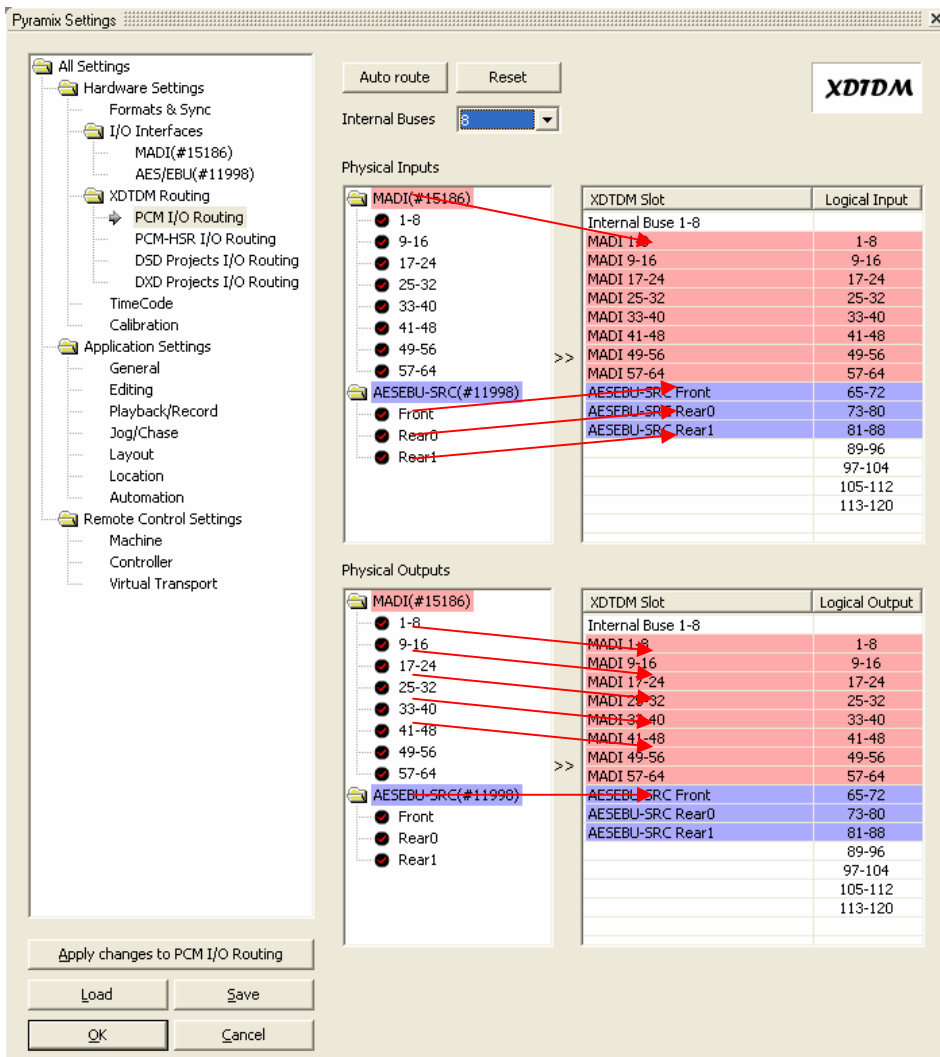 Pyramix Settings
All Settings
Hardware Settings
Formats & Sync
I/O Interfaces
MADI(#15186)
AES/EBU(#11998)
XDTDM Routing
PCM I/O Routing
PCM-HSR I/O Routing
DSD Projects I/O Routing
DXD Projects I/O Routing
TimeCode
Calibration
Application Settings
General
Editing
Playback/Record
Jog/Chase
Layout
Location
Automation
Remote Control Settings
Machine
Controller
Virtual Transport
Apply changes to PCM I/O Routing
Load Save
OK Cancel
Auto route Reset
XDTDM
Internal Buses 8
Physical Inputs
MADI(#15186)
1-8
9-16
17-24
25-32
33-40
41-48
49-56
57-64
AESEBU-SRC(#11998)
Front
Rear0
Rear1
>>
XDTDM Slot Logical Input
Internal Buse 1-8
MADI 1-8 1-8
MADI 9-16 9-16
MADI 17-24 17-24
MADI 25-32 25-32
MADI 33-40 33-40
MADI 41-48 41-48
MADI 49-56 49-56
MADI 57-64 57-64
AESEBU-SRC Front 65-72
AESEBU-SRC Rear0 73-80
AESEBU-SRC Rear1 81-88
89-96
97-104
105-112
113-120
Physical Outputs
MADI(#15186)
1-8
9-16
17-24
25-32
33-40
41-48
49-56
57-64
AESEBU-SRC(#11998)
Front
Rear0
Rear1
>>
XDTDM Slot Logical Output
Internal Buse 1-8
MADI 1-8 1-8
MADI 9-16 9-16
MADI 17-24 17-24
MADI 25-32 25-32
MADI 33-40 33-40
MADI 41-48 41-48
MADI 49-56 49-56
MADI 57-64 57-64
AESEBU-SRC Front 65-72
AESEBU-SRC Rear0 73-80
AESEBU-SRC Rear1 81-88
89-96
97-104
105-112
113-120